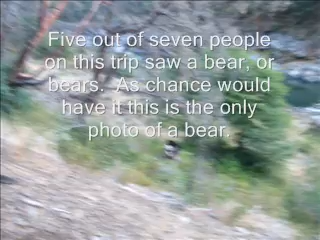 Five out of seven people
on this trip saw a bear, or
bears.  As chance would
have it this is the only
photo of a bear.